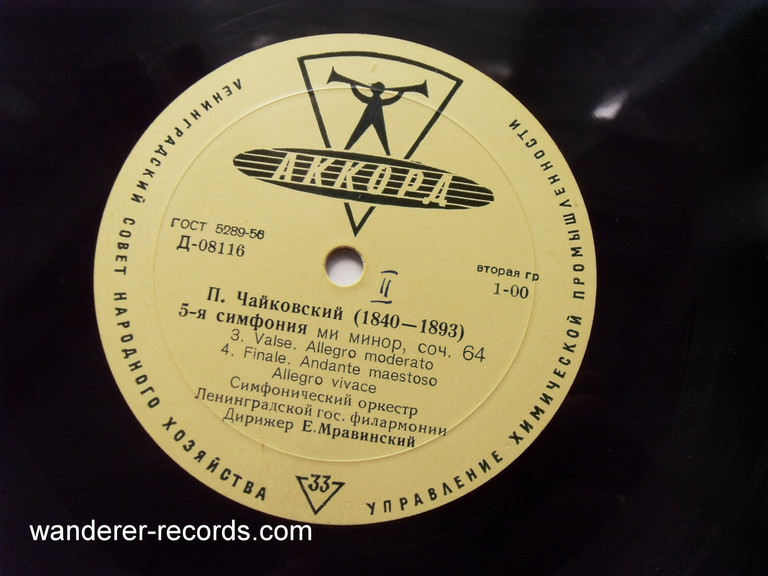 ЛЕНИНГРАДСКИЙ СОВЕТ НАРОДНОГО ХОЗЯЙСТВА
УПРАВЛЕНИЕ ХИМИЧЕСКОЙ ПРОМЫШЛЕННОСТИ
АККОРД
ГОСТ 5289-56
Д-08116
вторая гр
1-00
II
П. Чайковский (1840—1893)
5-я симфония ми минор, соч. 64
3. Valse. Allegro moderato
4. Finale. Andante maestoso
Allegro vivace
Симфонический оркестр
Ленинградской гос. филармонии
Дирижер Е.Мравинский
33
wanderer-records.com